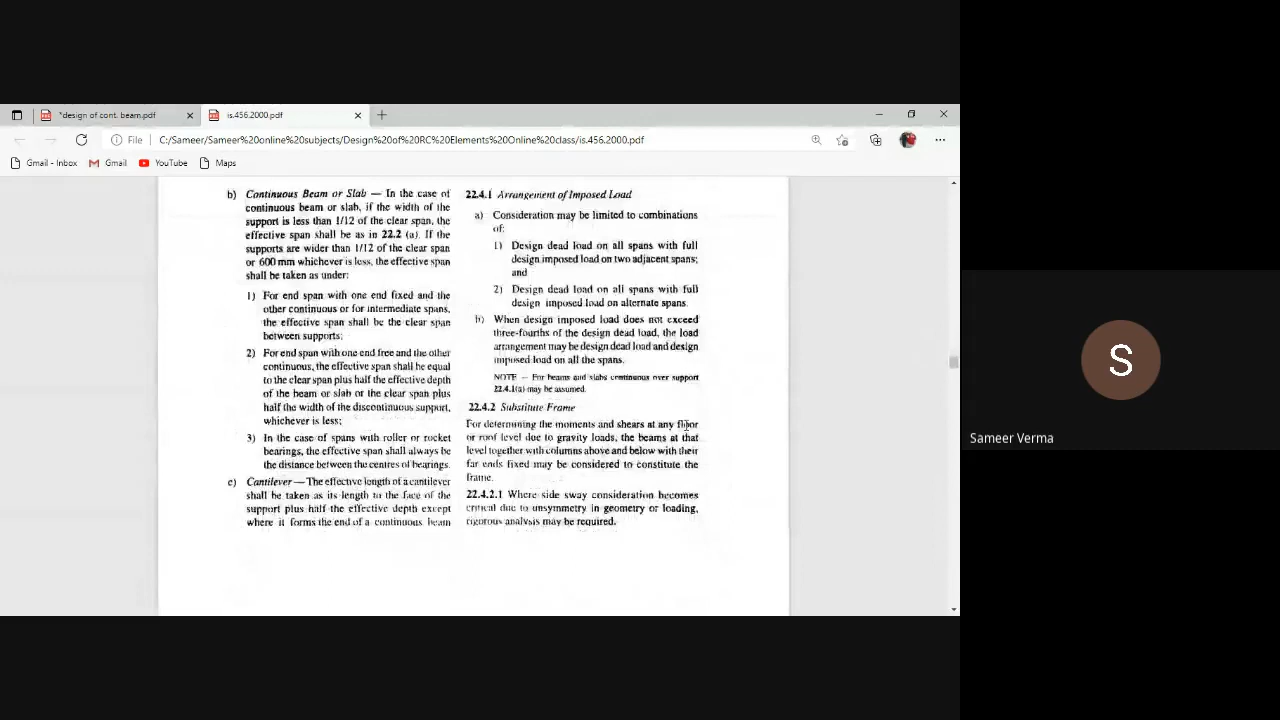 *design of cont. beam.pdf
is.456.2000.pdf
File
C:/Sameer/Sameer%20online%20subjects/Design%20of%20RC%20Elements%20Online%20class/is.456.2000.pdf
Gmail - Inbox
Gmail
YouTube
Maps
b) Continuous Beam or Slab — In the case of
continuous beam or slab, if the width of the
support is less than 1/12 of the clear span, the
effective span shall be as in 22.2 (a). If the
supports are wider than 1/12 of the clear span
or 600 mm whichever is less, the effective span
shall be taken as under:
1) For end span with one end fixed and the
other continuous or for intermediate spans,
the effective span shall be the clear span
between supports;
2) For end span with one end free and the other
continuous, the effective span shall be equal
to the clear span plus half the effective depth
of the beam or slab or the clear span plus
half the width of the discontinuous support,
whichever is less;
3) In the case of spans with roller or rocket
bearings, the effective span shall always be
the distance between the centres of bearings.
c) Cantilever — The effective length of a cantilever
shall be taken as its length to the face of the
support plus half the effective depth except
where it forms the end of a continuous beam
22.4.1 Arrangement of Imposed Load
a) Consideration may be limited to combinations
of:
1) Design dead load on all spans with full
design imposed load on two adjacent spans;
and
2) Design dead load on all spans with full
design imposed load on alternate spans.
b) When design imposed load does not exceed
three-fourths of the design dead load, the load
arrangement may be design dead load and design
imposed load on all the spans.
NOTE — For beams and slabs continuous over support
22.4.1(a) may be assumed.
22.4.2 Substitute Frame
For determining the moments and shears at any floor
or roof level due to gravity loads, the beams at that
level together with columns above and below with their
far ends fixed may be considered to constitute the
frame.
22.4.2.1 Where side sway consideration becomes
critical due to unsymmetry in geometry or loading,
rigorous analysis may be required.
S
Sameer Verma